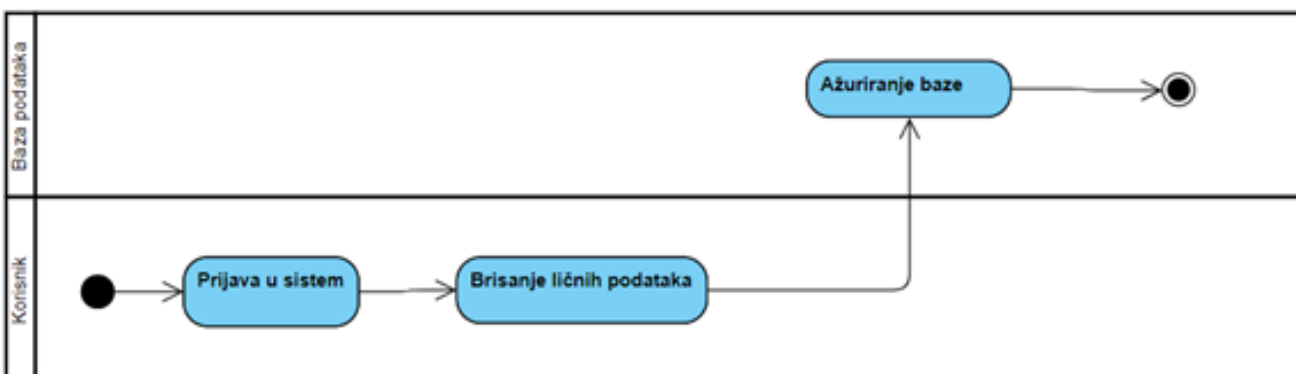 Baza podataka
Ažuriranje baze
Korisnik
Prijava u sistem
Brisanje ličnih podataka